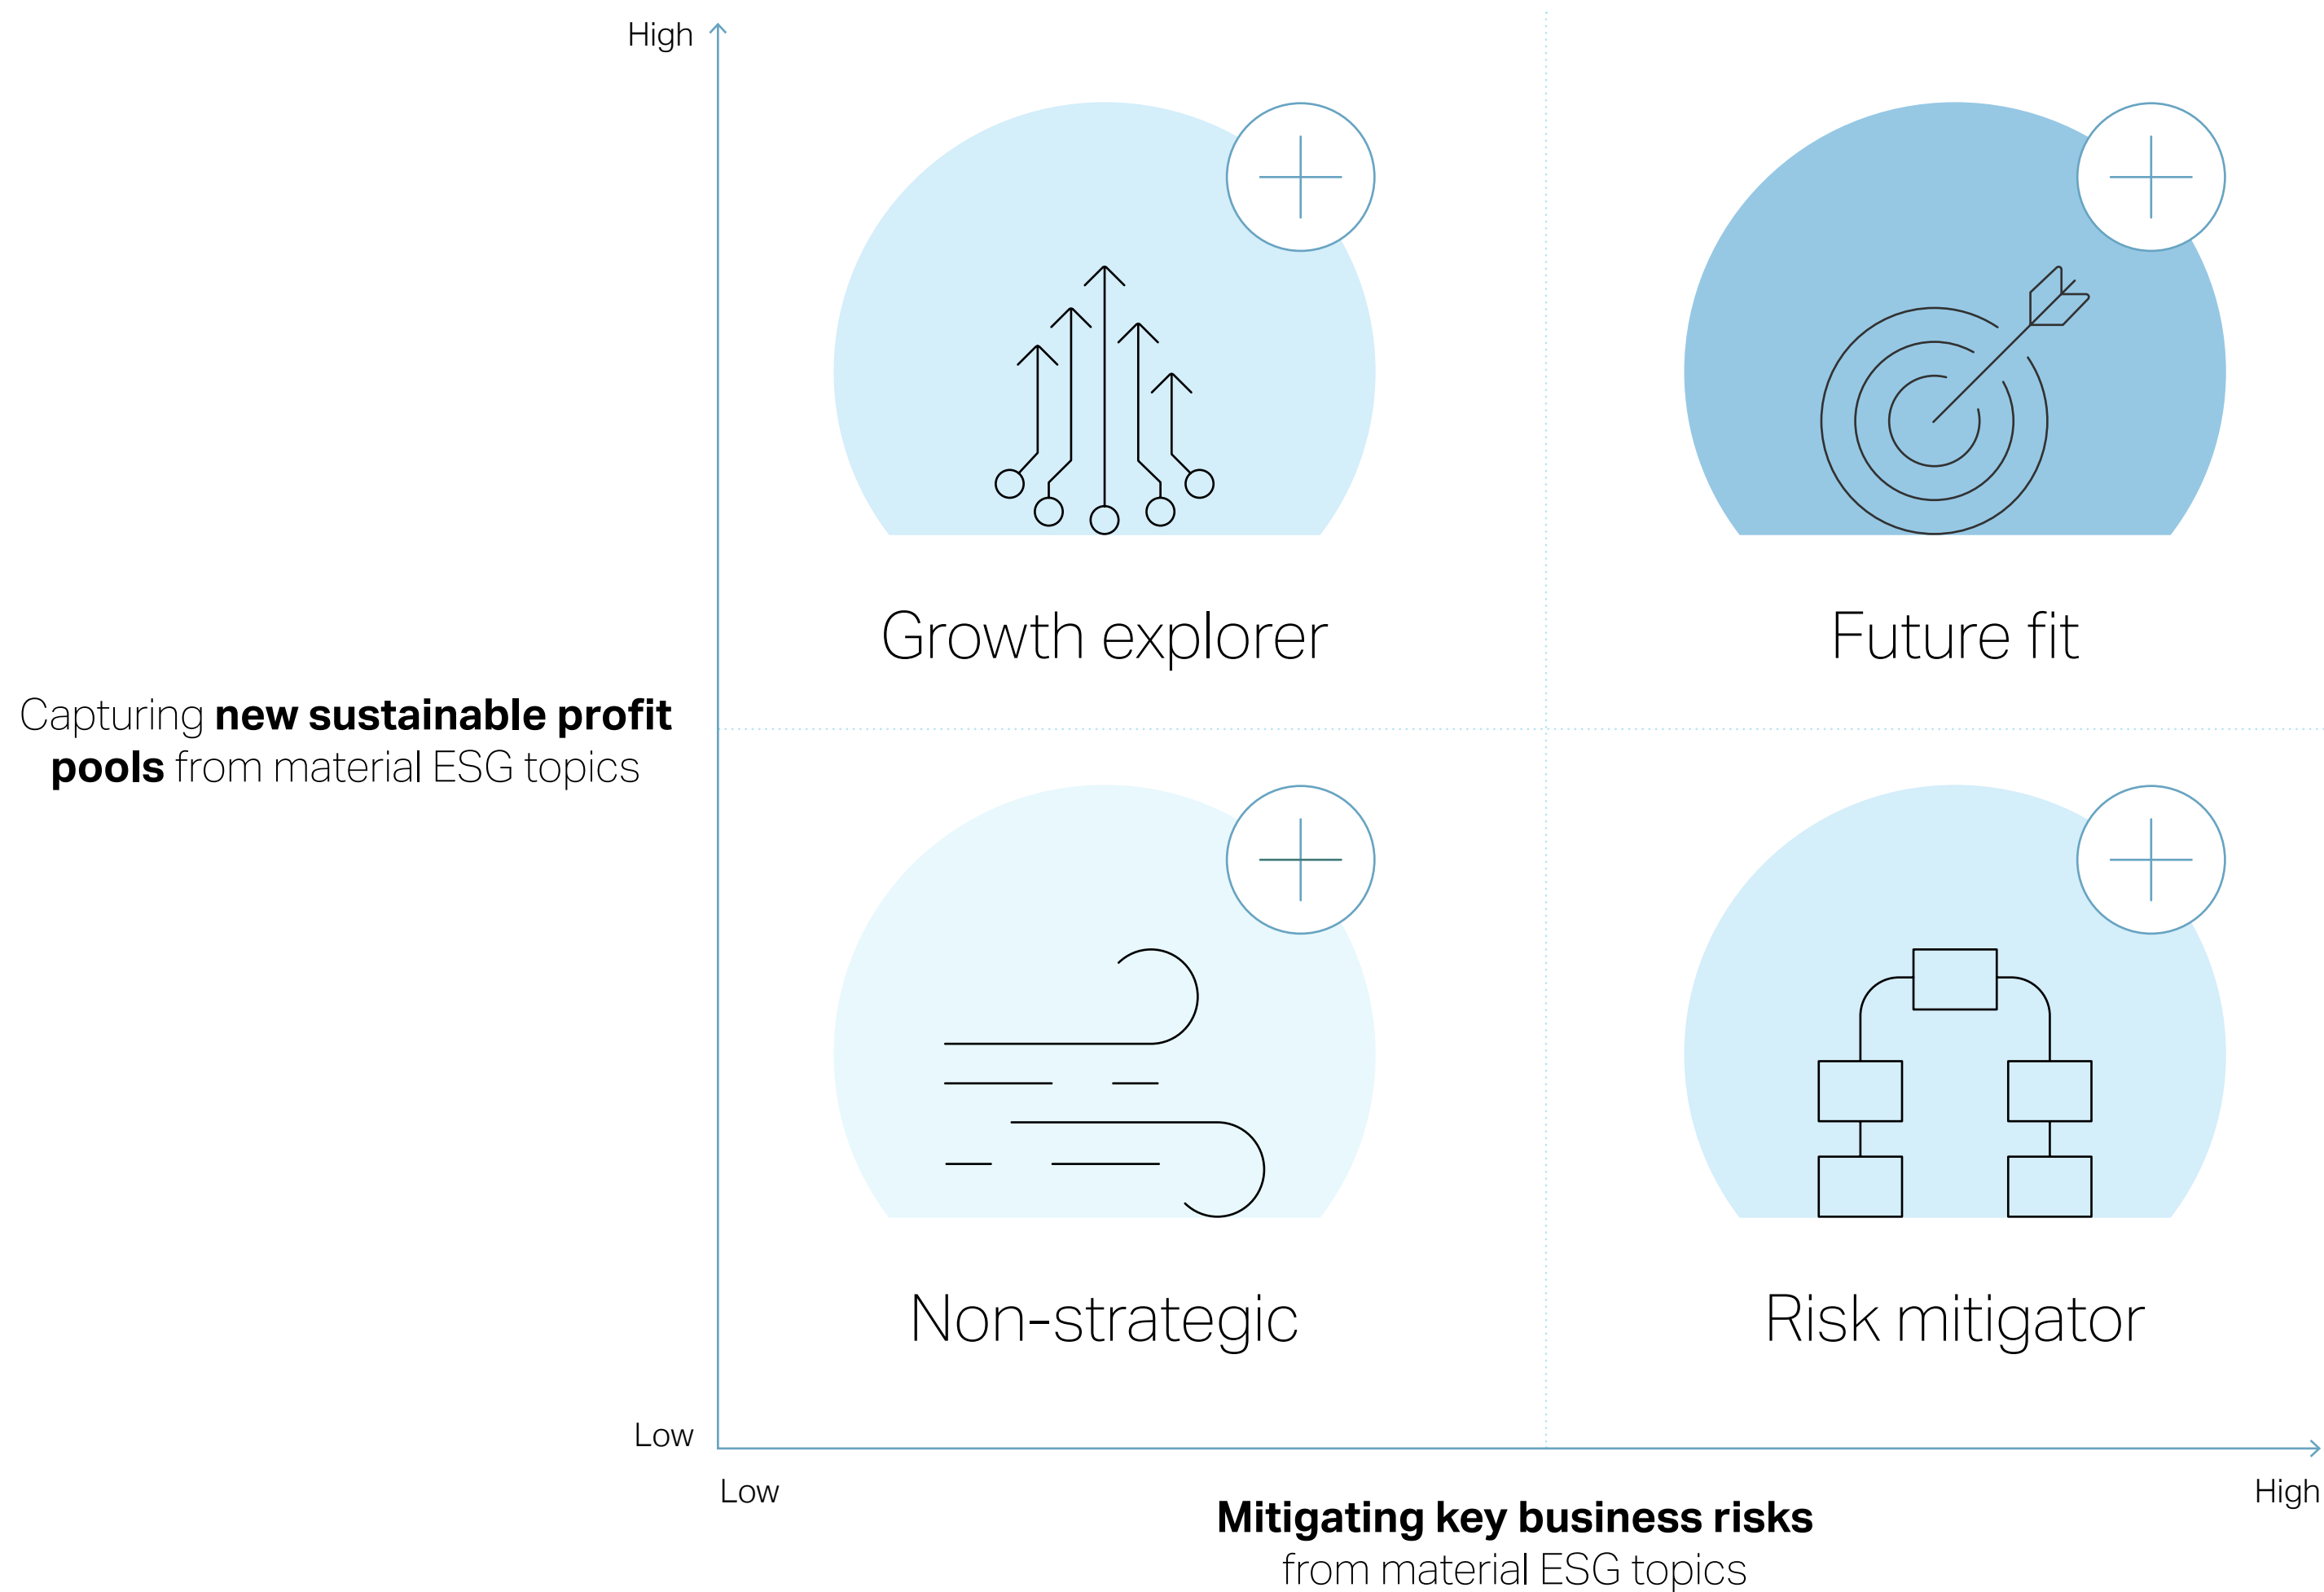 High
Growth explorer
Future fit
Capturing new sustainable profit
pools from material ESG topics
Non-strategic
Risk mitigator
Low
Low
High
Mitigating key business risks
from material ESG topics